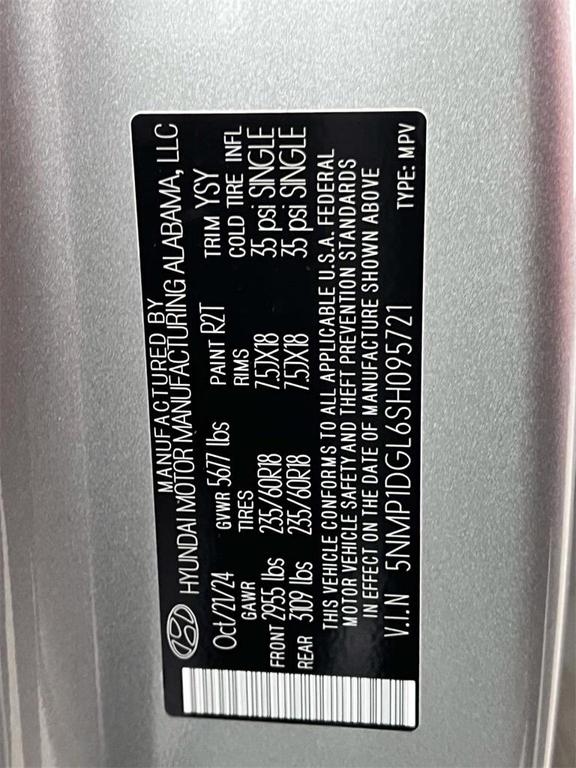 MANUFACTURED BY
HYUNDAI MOTOR MANUFACTURING ALABAMA, LLC
Oct/21/24 GVWR 5677 lbs PAINT R2T TRIM YSY
GAWR TIRES RIMS COLD TIRE INFL
FRONT 2955 lbs 235/60R18 7.5JX18 35 psi SINGLE
REAR 3109 lbs 235/60R18 7.5JX18 35 psi SINGLE
THIS VEHICLE CONFORMS TO ALL APPLICABLE U.S.A. FEDERAL
MOTOR VEHICLE SAFETY AND THEFT PREVENTION STANDARDS
IN EFFECT ON THE DATE OF MANUFACTURE SHOWN ABOVE
V.I.N 5NMP1DGL6SH095721 TYPE: MPV